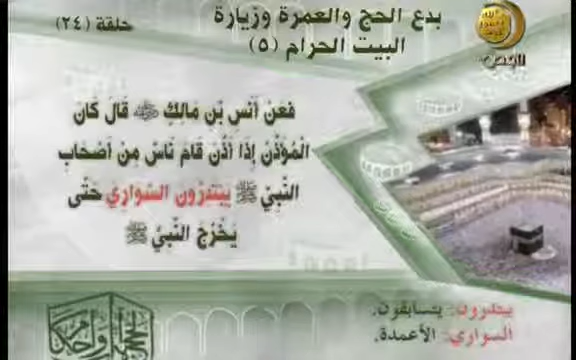 بدع الحج والعمرة وزيارة
البيت الحرام (٥)
حلقة (٢٤)
فعن أنس بن مالك ﷺ قال كان
المؤذن إذا أذن قام ناس من أصحاب
النبي ﷺ يبتدرون السواري حتى
يخرج النبي ﷺ
يبتدرون: يتسابقون.
السواري: الأعمدة.